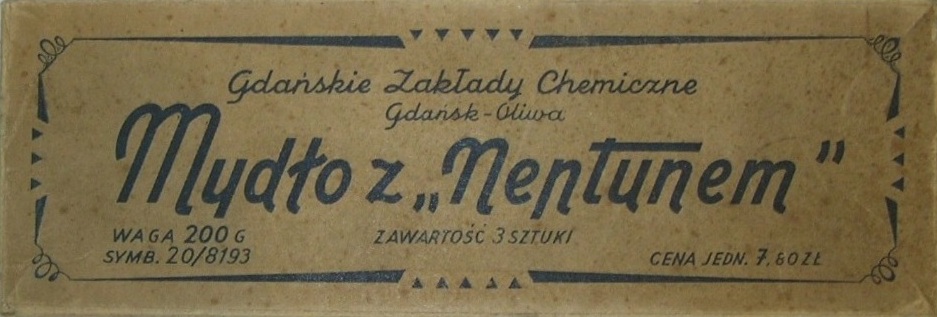 Gdańskie Zakłady Chemiczne
Gdańsk-Oliwa
Mydło z „Neptunem”
WAGA 200 G
ZAWARTOŚĆ 3 SZTUKI
SYMB. 20/8193
CENA JEDN. 7,80 ZŁ